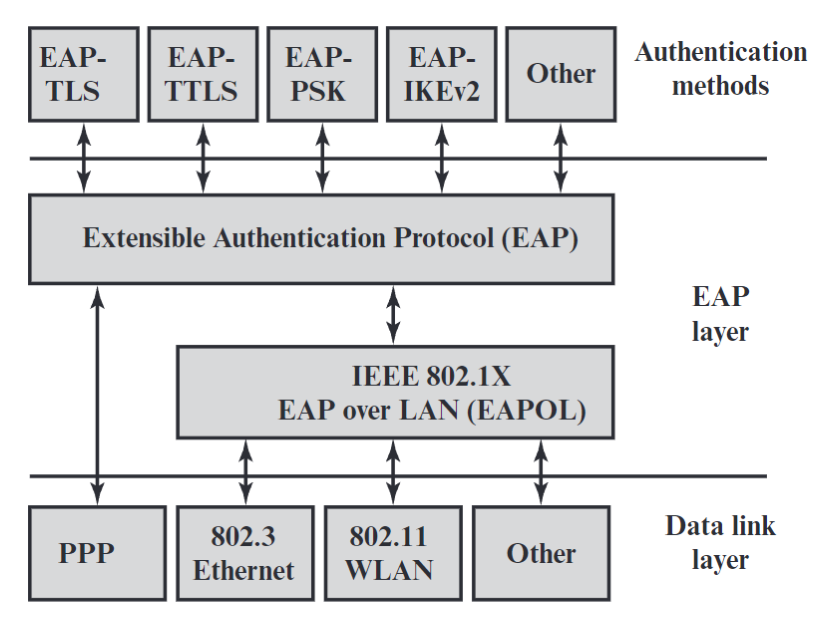 EAP-
TLS
EAP-
TTLS
EAP-
PSK
EAP-
IKEv2
Other
Authentication
methods
Extensible Authentication Protocol (EAP)
EAP
layer
IEEE 802.1X
EAP over LAN (EAPOL)
PPP
802.3
Ethernet
802.11
WLAN
Other
Data link
layer